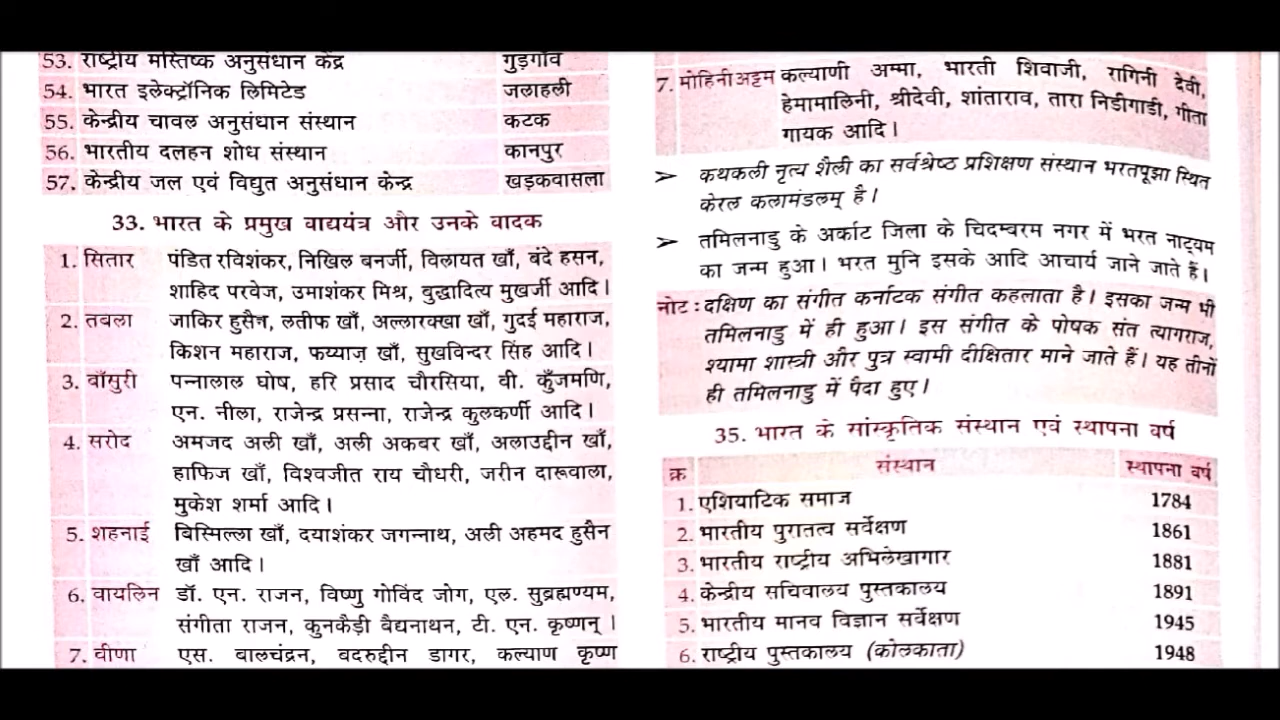 53. राष्ट्रीय मस्तिष्क अनुसंधान केंद्र गुड़गाँव
54. भारत इलेक्ट्रॉनिक लिमिटेड जलाहली
55. केन्द्रीय चावल अनुसंधान संस्थान कटक
56. भारतीय दलहन शोध संस्थान कानपुर
57. केन्द्रीय जल एवं विद्युत अनुसंधान केन्द्र खड़कवासला
33. भारत के प्रमुख वाद्ययंत्र और उनके वादक
1. सितार पंडित रविशंकर, निखिल बनर्जी, विलायत खाँ, बंदे हसन,
शाहिद परवेज, उमाशंकर मिश्र, बुद्धादित्य मुखर्जी आदि।
2. तबला जाकिर हुसैन, लतीफ खाँ, अल्लारक्खा खाँ, गुदई महाराज,
किशन महाराज, फय्याज़ खाँ, सुखविन्दर सिंह आदि।
3. बाँसुरी पन्नालाल घोष, हरि प्रसाद चौरसिया, वी. कुँजमणि,
एन. नीला, राजेन्द्र प्रसन्ना, राजेन्द्र कुलकर्णी आदि।
4. सरोद अमजद अली खाँ, अली अकबर खाँ, अलाउद्दीन खाँ,
हाफिज खाँ, विश्वजीत राय चौधरी, जरीन दारूवाला,
मुकेश शर्मा आदि।
5. शहनाई बिस्मिल्ला खाँ, दयाशंकर जगन्नाथ, अली अहमद हुसैन
खाँ आदि।
6. वायलिन डॉ. एन. राजन, विष्णु गोविंद जोग, एल. सुब्रह्मण्यम,
संगीता राजन, कुनकैड़ी वैद्यनाथन, टी. एन. कृष्णन्।
7. वीणा एस. बालचंद्रन, बदरुद्दीन डागर, कल्याण कृष्ण
7. मोहिनीअट्टम कल्याणी अम्मा, भारती शिवाजी, रागिनी देवी,
हेमामालिनी, श्रीदेवी, शांताराव, तारा निडीगाडी, गीता
गायक आदि।
➢ कथकली नृत्य शैली का सर्वश्रेष्ठ प्रशिक्षण संस्थान भरतपूझा स्थित
केरल कलामंडलम् है।
➢ तमिलनाडु के अर्काट जिला के चिदम्बरम नगर में भरत नाट्यम
का जन्म हुआ। भरत मुनि इसके आदि आचार्य जाने जाते हैं।
नोट : दक्षिण का संगीत कर्नाटक संगीत कहलाता है। इसका जन्म भी
तमिलनाडु में ही हुआ। इस संगीत के पोषक संत त्यागराज,
श्यामा शास्त्री और पुत्र स्वामी दीक्षितार माने जाते हैं। यह तीनों
ही तमिलनाडु में पैदा हुए।
35. भारत के सांस्कृतिक संस्थान एवं स्थापना वर्ष
क्र संस्थान स्थापना वर्ष
1. एशियाटिक समाज 1784
2. भारतीय पुरातत्व सर्वेक्षण 1861
3. भारतीय राष्ट्रीय अभिलेखागार 1881
4. केन्द्रीय सचिवालय पुस्तकालय 1891
5. भारतीय मानव विज्ञान सर्वेक्षण 1945
6. राष्ट्रीय पुस्तकालय (कोलकाता) 1948